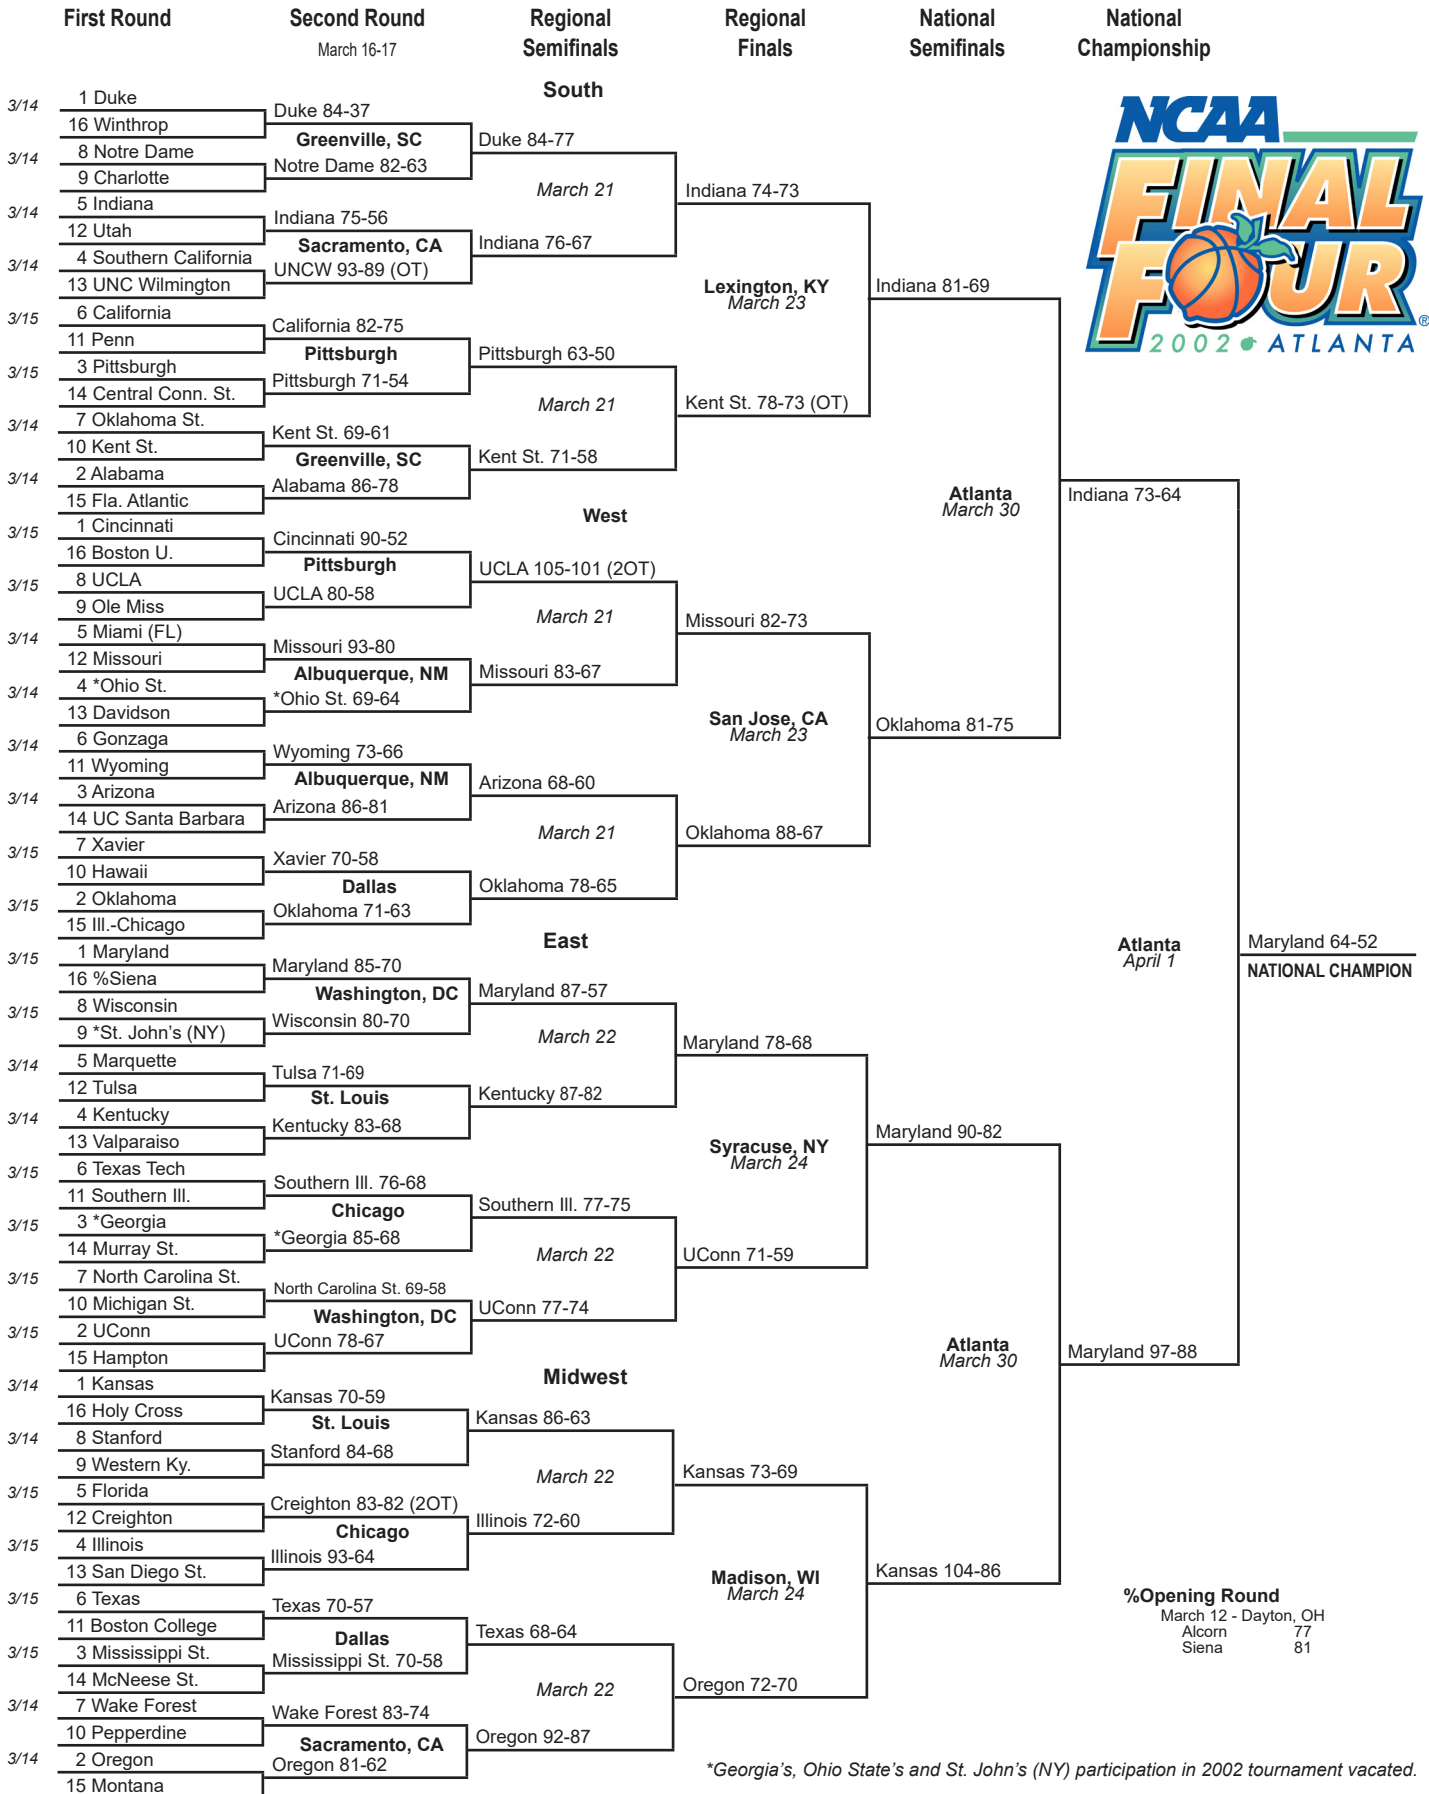 First Round
Second Round
March 16-17
Regional
Semifinals
Regional
Finals
National
Semifinals
National
Championship
NCAA
FINAL
FOUR
®
2002 ATLANTA
South
3/14
1 Duke
16 Winthrop
3/14
8 Notre Dame
9 Charlotte
3/14
5 Indiana
12 Utah
3/14
4 Southern California
13 UNC Wilmington
3/15
6 California
11 Penn
3/15
3 Pittsburgh
14 Central Conn. St.
3/14
7 Oklahoma St.
10 Kent St.
3/14
2 Alabama
15 Fla. Atlantic
Duke 84-37
Greenville, SC
Notre Dame 82-63
Indiana 75-56
Sacramento, CA
UNCW 93-89 (OT)
California 82-75
Pittsburgh
Pittsburgh 71-54
Kent St. 69-61
Greenville, SC
Alabama 86-78
Duke 84-77
March 21
Indiana 76-67
Pittsburgh 63-50
March 21
Kent St. 71-58
Indiana 74-73
Lexington, KY
March 23
Kent St. 78-73 (OT)
Indiana 81-69
West
3/15
1 Cincinnati
16 Boston U.
3/15
8 UCLA
9 Ole Miss
3/14
5 Miami (FL)
12 Missouri
3/14
4 *Ohio St.
13 Davidson
3/14
6 Gonzaga
11 Wyoming
3/14
3 Arizona
14 UC Santa Barbara
3/15
7 Xavier
10 Hawaii
3/15
2 Oklahoma
15 Ill.-Chicago
Cincinnati 90-52
Pittsburgh
UCLA 80-58
Missouri 93-80
Albuquerque, NM
*Ohio St. 69-64
Wyoming 73-66
Albuquerque, NM
Arizona 86-81
Xavier 70-58
Dallas
Oklahoma 71-63
UCLA 105-101 (2OT)
March 21
Missouri 83-67
Arizona 68-60
March 21
Oklahoma 78-65
Missouri 82-73
San Jose, CA
March 23
Oklahoma 88-67
Oklahoma 81-75
Atlanta
March 30
Indiana 73-64
East
3/15
1 Maryland
16 %Siena
3/15
8 Wisconsin
9 *St. John's (NY)
3/14
5 Marquette
12 Tulsa
3/14
4 Kentucky
13 Valparaiso
3/15
6 Texas Tech
11 Southern Ill.
3/15
3 *Georgia
14 Murray St.
3/15
7 North Carolina St.
10 Michigan St.
3/15
2 UConn
15 Hampton
Maryland 85-70
Washington, DC
Wisconsin 80-70
Tulsa 71-69
St. Louis
Kentucky 83-68
Southern Ill. 76-68
Chicago
*Georgia 85-68
North Carolina St. 69-58
Washington, DC
UConn 78-67
Maryland 87-57
March 22
Kentucky 87-82
Southern Ill. 77-75
March 22
UConn 77-74
Maryland 78-68
Syracuse, NY
March 24
UConn 71-59
Maryland 90-82
Midwest
3/14
1 Kansas
16 Holy Cross
3/14
8 Stanford
9 Western Ky.
3/15
5 Florida
12 Creighton
3/15
4 Illinois
13 San Diego St.
3/15
6 Texas
11 Boston College
3/15
3 Mississippi St.
14 McNeese St.
3/14
7 Wake Forest
10 Pepperdine
3/14
2 Oregon
15 Montana
Kansas 70-59
St. Louis
Stanford 84-68
Creighton 83-82 (2OT)
Chicago
Illinois 93-64
Texas 70-57
Dallas
Mississippi St. 70-58
Wake Forest 83-74
Sacramento, CA
Oregon 81-62
Kansas 86-63
March 22
Illinois 72-60
Texas 68-64
March 22
Oregon 92-87
Kansas 73-69
Madison, WI
March 24
Oregon 72-70
Kansas 104-86
Atlanta
March 30
Maryland 97-88
Atlanta
April 1
Maryland 64-52
NATIONAL CHAMPION
%Opening Round
March 12 - Dayton, OH
Alcorn 77
Siena 81
*Georgia's, Ohio State's and St. John's (NY) participation in 2002 tournament vacated.